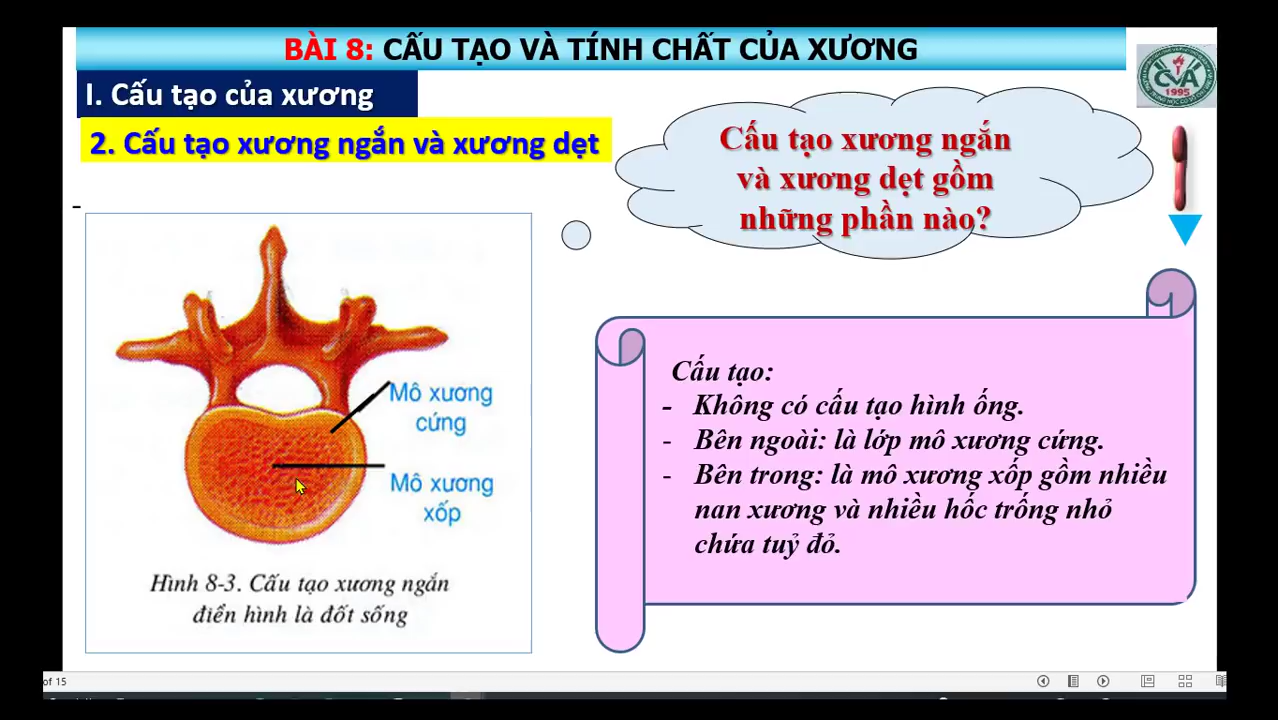 BÀI 8: CẤU TẠO VÀ TÍNH CHẤT CỦA XƯƠNG
I. Cấu tạo của xương
2. Cấu tạo xương ngắn và xương dẹt
Cấu tạo xương ngắn
và xương dẹt gồm
những phần nào?
CVA
1995
-
Mô xương
cứng
Mô xương
xốp
Hình 8-3. Cấu tạo xương ngắn
điển hình là đốt sống
Cấu tạo:
- Không có cấu tạo hình ống.
- Bên ngoài: là lớp mô xương cứng.
- Bên trong: là mô xương xốp gồm nhiều
nan xương và nhiều hốc trống nhỏ
chứa tuỷ đỏ.
of 15